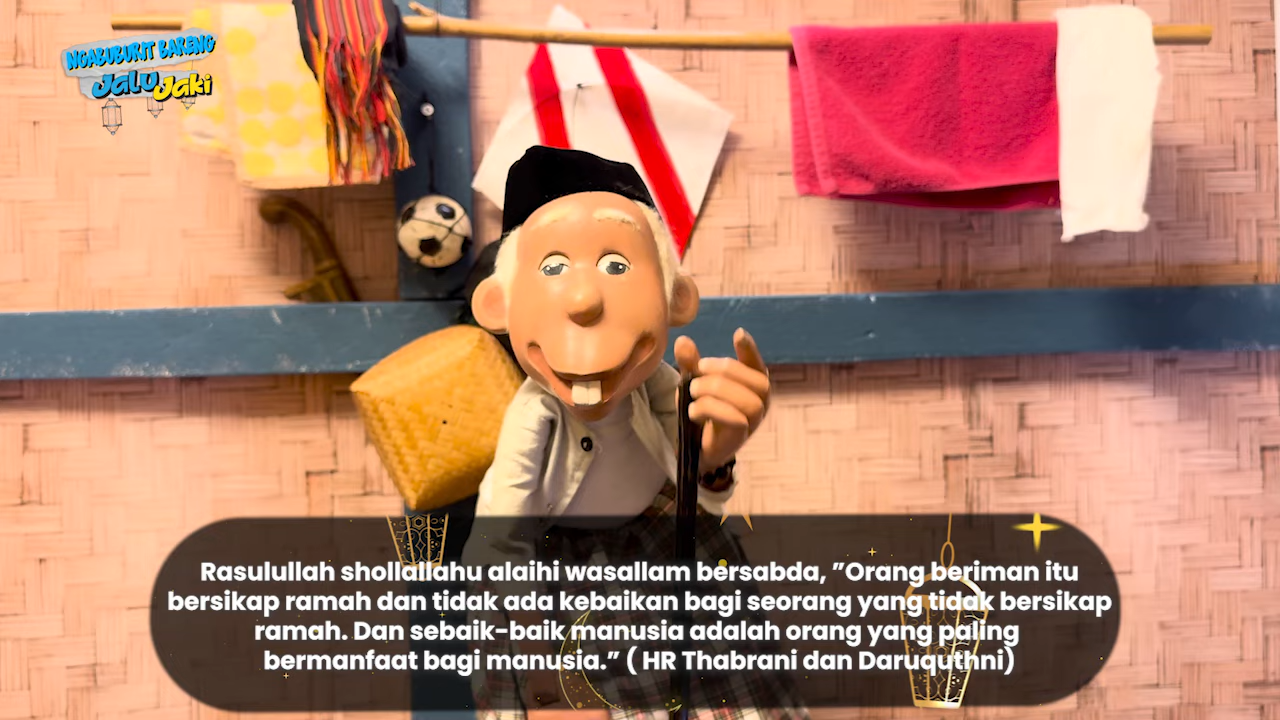 NGABUBURIT BARENG
Jalu Jaki
Rasulullah shollallahu alaihi wasallam bersabda, ”Orang beriman itu
bersikap ramah dan tidak ada kebaikan bagi seorang yang tidak bersikap
ramah. Dan sebaik-baik manusia adalah orang yang paling
bermanfaat bagi manusia.” ( HR Thabrani dan Daruquthni)